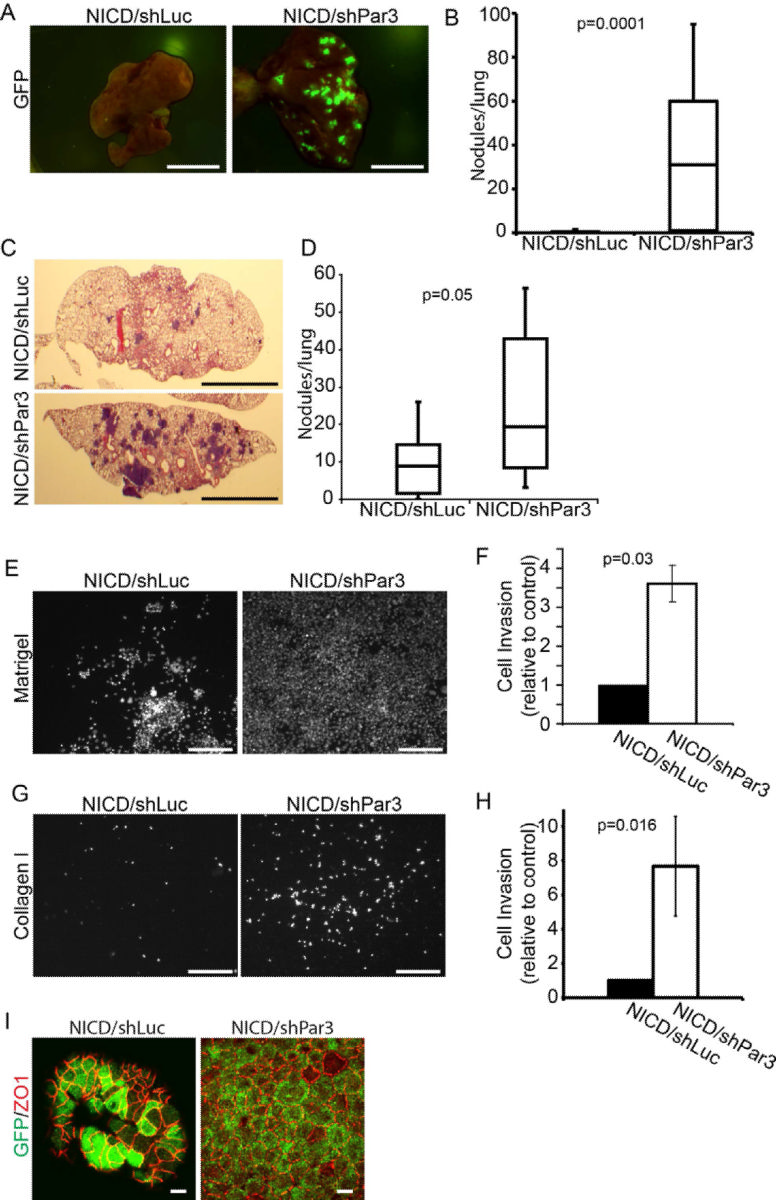 A
NICD/shLuc
NICD/shPar3
GFP
B
p=0.0001
Nodules/lung
100
80
60
40
20
0
NICD/shLuc
NICD/shPar3
C
NICD/shLuc
NICD/shPar3
D
p=0.05
Nodules/lung
60
50
40
30
20
10
0
NICD/shLuc
NICD/shPar3
E
NICD/shLuc
NICD/shPar3
Matrigel
F
p=0.03
Cell Invasion
(relative to control)
4
3
2
1
0
NICD/shLuc
NICD/shPar3
G
NICD/shLuc
NICD/shPar3
Collagen I
H
p=0.016
Cell Invasion
(relative to control)
10
8
6
4
2
0
NICD/shLuc
NICD/shPar3
I
NICD/shLuc
NICD/shPar3
GFP/ZO1